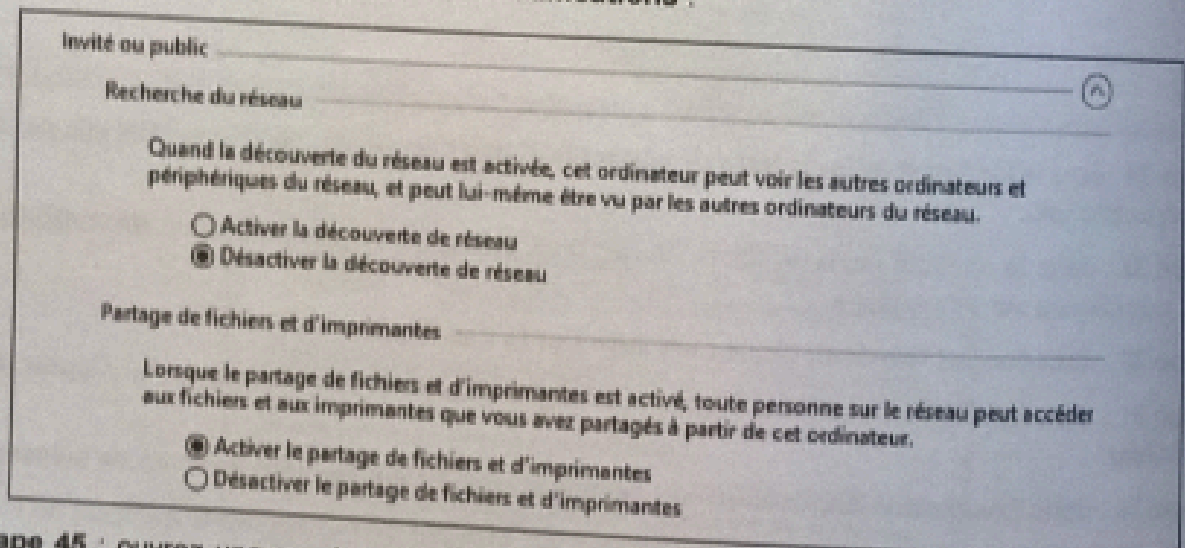 Invité ou public
Recherche du réseau
Quand la découverte du réseau est activée, cet ordinateur peut voir les autres ordinateurs et
périphériques du réseau, et peut lui-même être vu par les autres ordinateurs du réseau.
Activer la découverte de réseau
Désactiver la découverte de réseau
Partage de fichiers et d'imprimantes
Lorsque le partage de fichiers et d'imprimantes est activé, toute personne sur le réseau peut accéder
aux fichiers et aux imprimantes que vous avez partagés à partir de cet ordinateur.
Activer le partage de fichiers et d'imprimantes
Désactiver le partage de fichiers et d'imprimantes
45 :